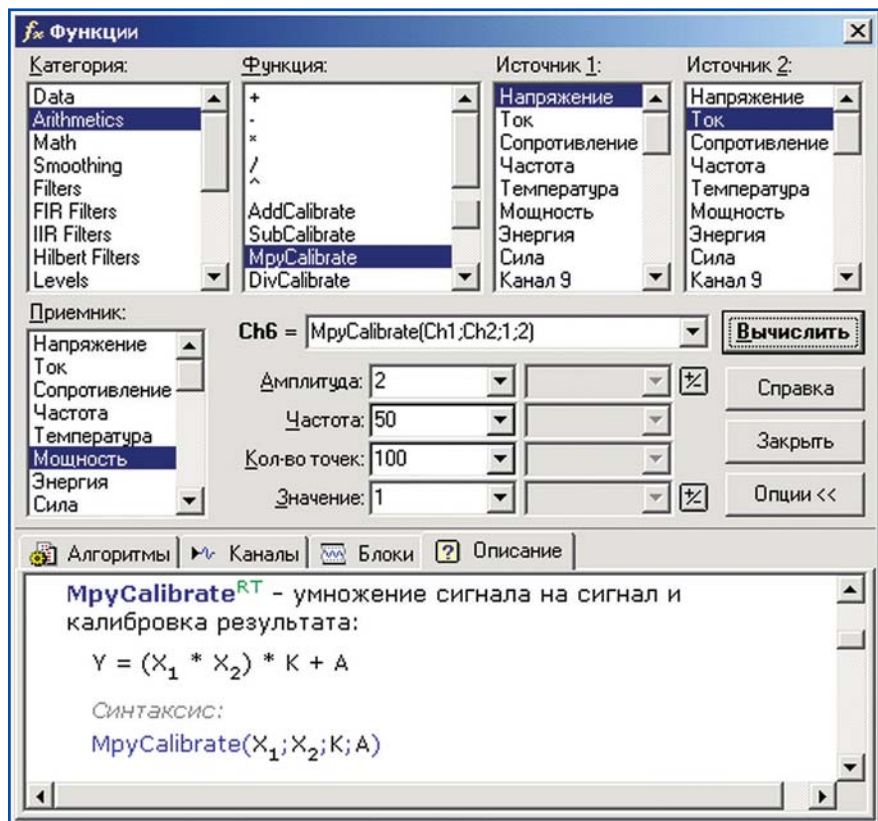 fx Функции
Категория:
Data
Arithmetics
Math
Smoothing
Filters
FIR Filters
IIR Filters
Hilbert Filters
Levels
Функция:
+
-
*
/
^
AddCalibrate
SubCalibrate
MpyCalibrate
DivCalibrate
Источник 1:
Напряжение
Ток
Сопротивление
Частота
Температура
Мощность
Энергия
Сила
Канал 9
Источник 2:
Напряжение
Ток
Сопротивление
Частота
Температура
Мощность
Энергия
Сила
Канал 9
Приемник:
Напряжение
Ток
Сопротивление
Частота
Температура
Мощность
Энергия
Сила
Ch6 = MpyCalibrate(Ch1;Ch2;1;2)
Амплитуда: 2
Частота: 50
Кол-во точек: 100
Значение: 1
Вычислить
Справка
Закрыть
Опции <<
Алгоритмы Каналы Блоки Описание
MpyCalibrateRT - умножение сигнала на сигнал и
калибровка результата:
Y = (X1 * X2) * K + A
Синтаксис:
MpyCalibrate(X1;X2;K;A)